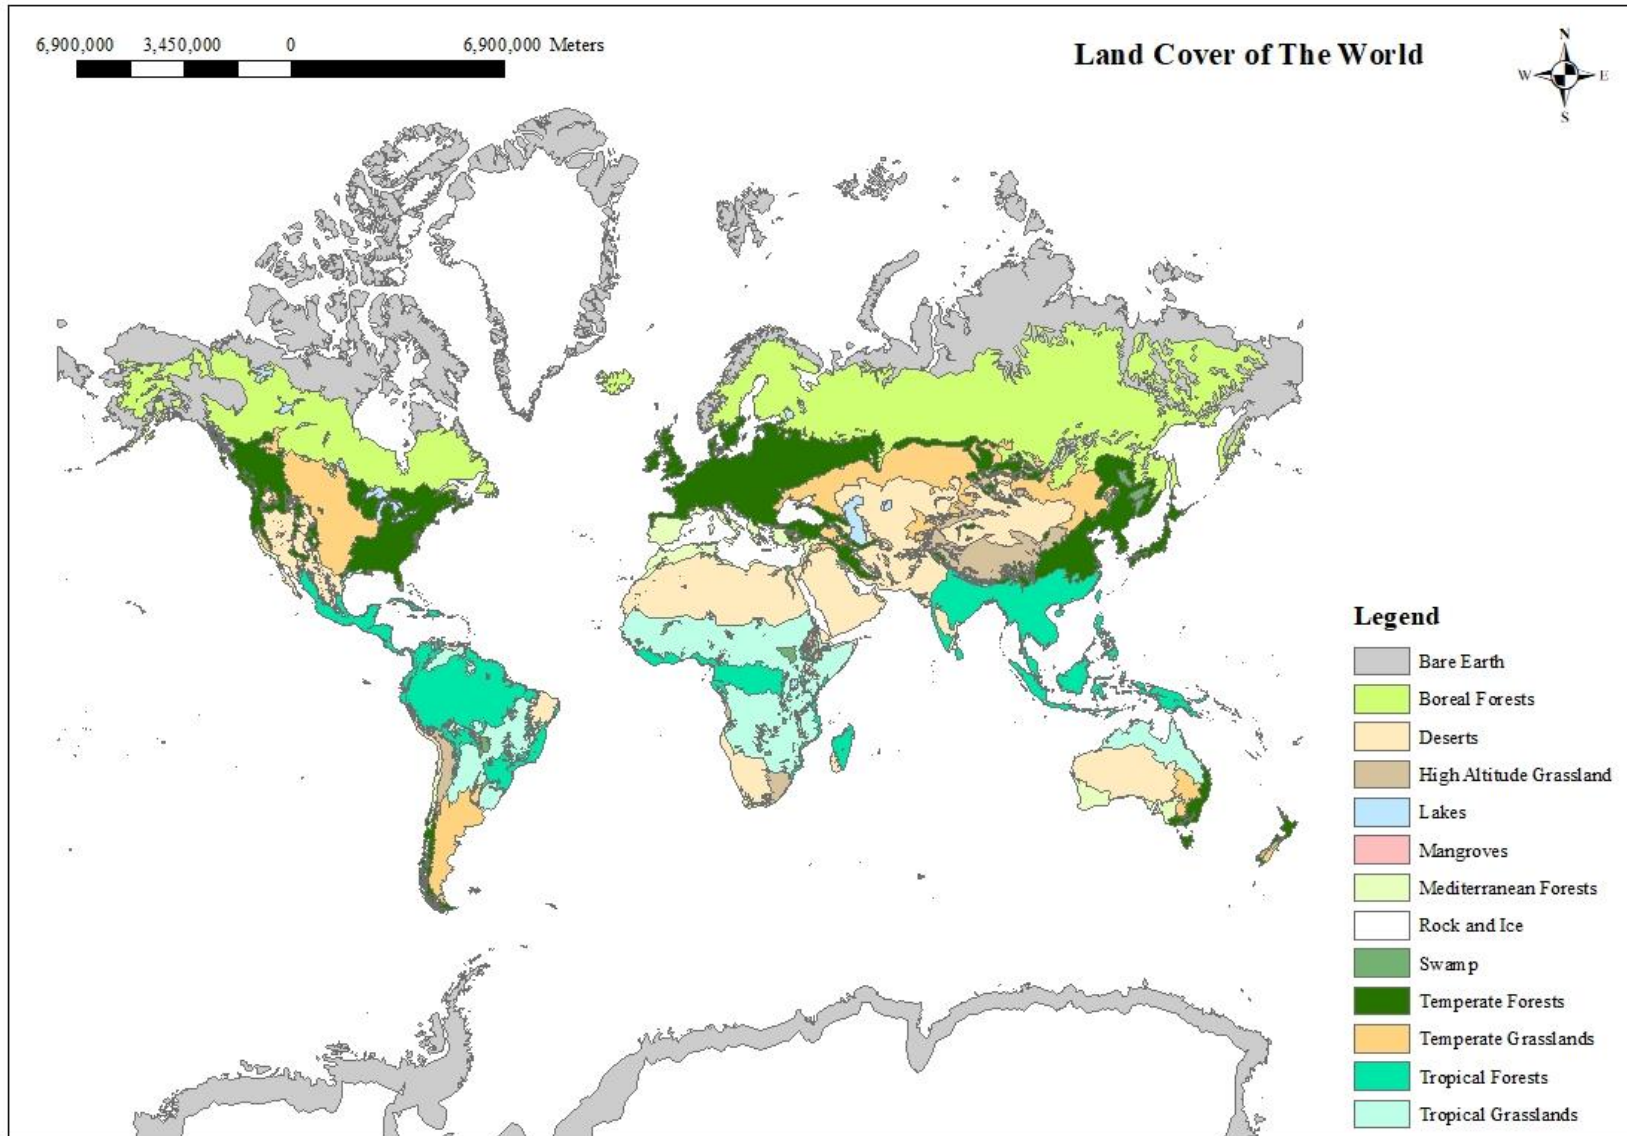 6,900,000 3,450,000 0 6,900,000 Meters
Land Cover of The World
N
W E
S
Legend
Bare Earth
Boreal Forests
Deserts
High Altitude Grassland
Lakes
Mangroves
Mediterranean Forests
Rock and Ice
Swamp
Temperate Forests
Temperate Grasslands
Tropical Forests
Tropical Grasslands